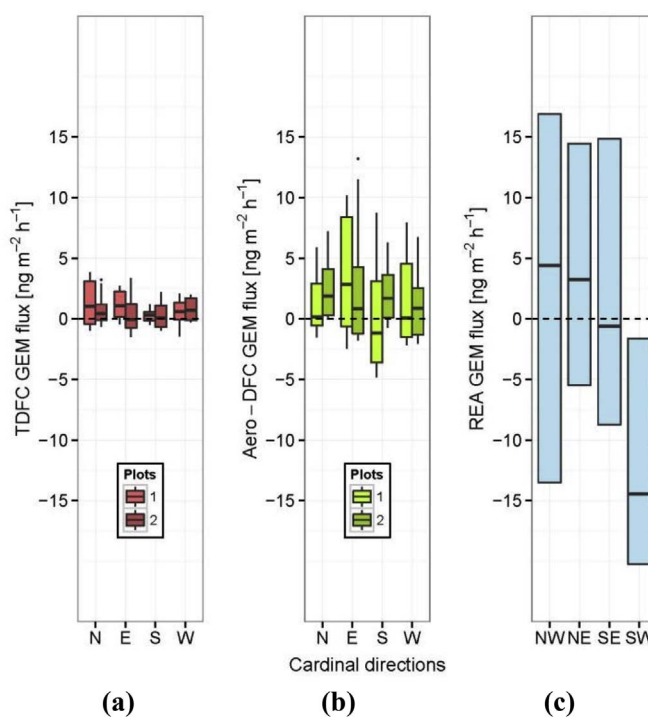 TDFC GEM flux [ng m⁻² h⁻¹]
15
10
5
0
−5
−10
−15
Plots
1
2
N E S W
(a)
Aero − DFC GEM flux [ng m⁻² h⁻¹]
15
10
5
0
−5
−10
−15
Plots
1
2
N E S W
Cardinal directions
(b)
REA GEM flux [ng m⁻² h⁻¹]
15
10
5
0
−5
−10
−15
NW NE SE SW
(c)